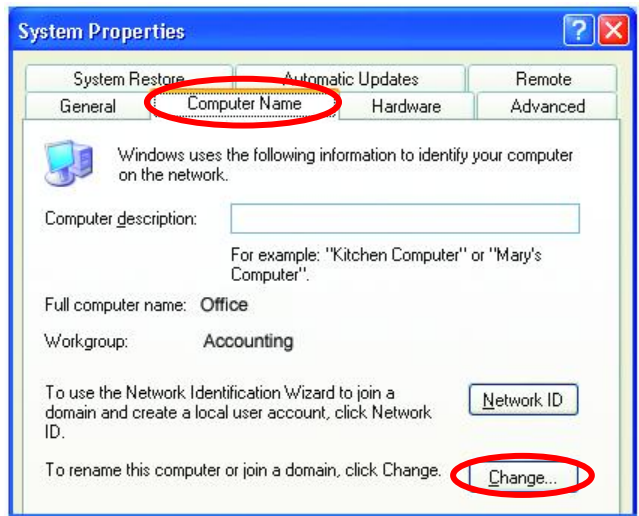 System Properties
System Restore Automatic Updates Remote
General Computer Name Hardware Advanced
Windows uses the following information to identify your computer
on the network.
Computer description:
For example: "Kitchen Computer" or "Mary's
Computer".
Full computer name: Office
Workgroup: Accounting
To use the Network Identification Wizard to join a
domain and create a local user account, click Network
ID.
Network ID
To rename this computer or join a domain, click Change.
Change...